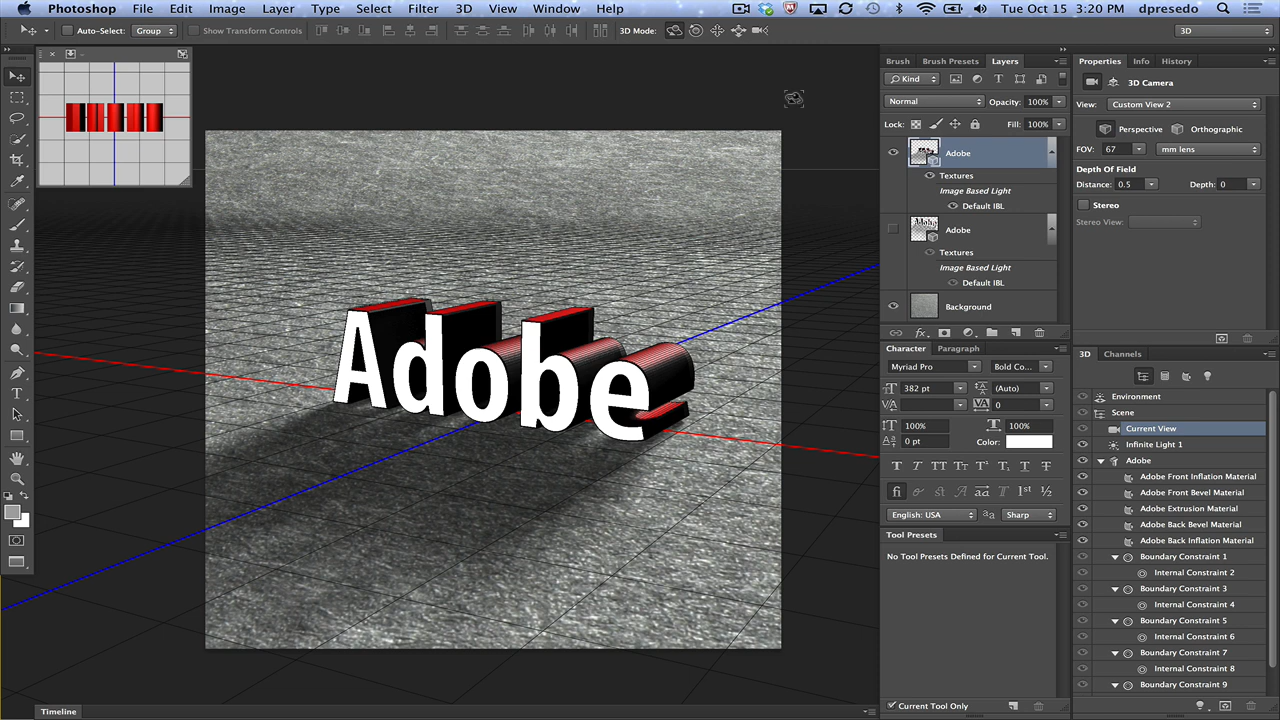 Photoshop File Edit Image Layer Type Select Filter 3D View Window Help Tue Oct 15 3:20 PM dpresedo
Auto-Select: Group Show Transform Controls 3D Mode: 3D
Brush Brush Presets Layers
Kind
Normal Opacity: 100%
Lock: Fill: 100%
Adobe
Textures
Image Based Light
Default IBL
Adobe
Textures
Image Based Light
Default IBL
Background
Character Paragraph
Myriad Pro Bold Co...
382 pt (Auto)
0
100% 100%
0 pt Color:
T T TT Tт T¹ T₁ T T
fi 1st ½
English: USA aa Sharp
Tool Presets
No Tool Presets Defined for Current Tool.
Current Tool Only
Properties Info History
3D Camera
View: Custom View 2
Perspective Orthographic
FOV: 67 mm lens
Depth Of Field
Distance: 0.5 Depth: 0
Stereo
Stereo View:
3D Channels
Environment
Scene
Current View
Infinite Light 1
Adobe
Adobe Front Inflation Material
Adobe Front Bevel Material
Adobe Extrusion Material
Adobe Back Bevel Material
Adobe Back Inflation Material
Boundary Constraint 1
Internal Constraint 2
Boundary Constraint 3
Internal Constraint 4
Boundary Constraint 5
Internal Constraint 6
Boundary Constraint 7
Internal Constraint 8
Boundary Constraint 9
Adobe
Timeline